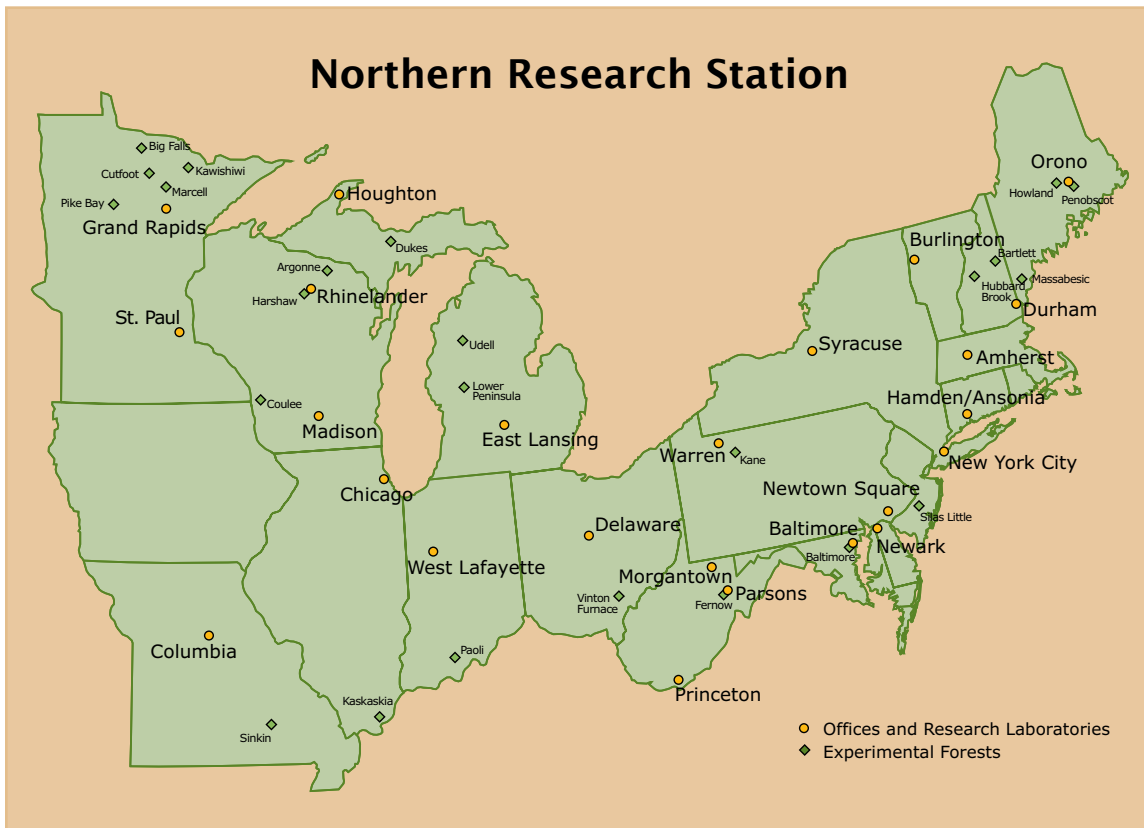 Northern Research Station
Big Falls
Cutfoot
Kawishiwi
Marcell
Pike Bay
Grand Rapids
Houghton
Dukes
Argonne
Harshaw
Rhinelander
St. Paul
Udell
Lower
Peninsula
Coulee
Madison
East Lansing
Chicago
West Lafayette
Delaware
Vinton
Furnace
Paoli
Columbia
Kaskaskia
Sinkin
Orono
Howland
Penobscot
Burlington
Bartlett
Massabesic
Hubbard
Brook
Durham
Syracuse
Amherst
Hamden/Ansonia
Warren
Kane
New York City
Newtown Square
Silas Little
Baltimore
Baltimore
Newark
Morgantown
Parsons
Fernow
Princeton
Offices and Research Laboratories
Experimental Forests